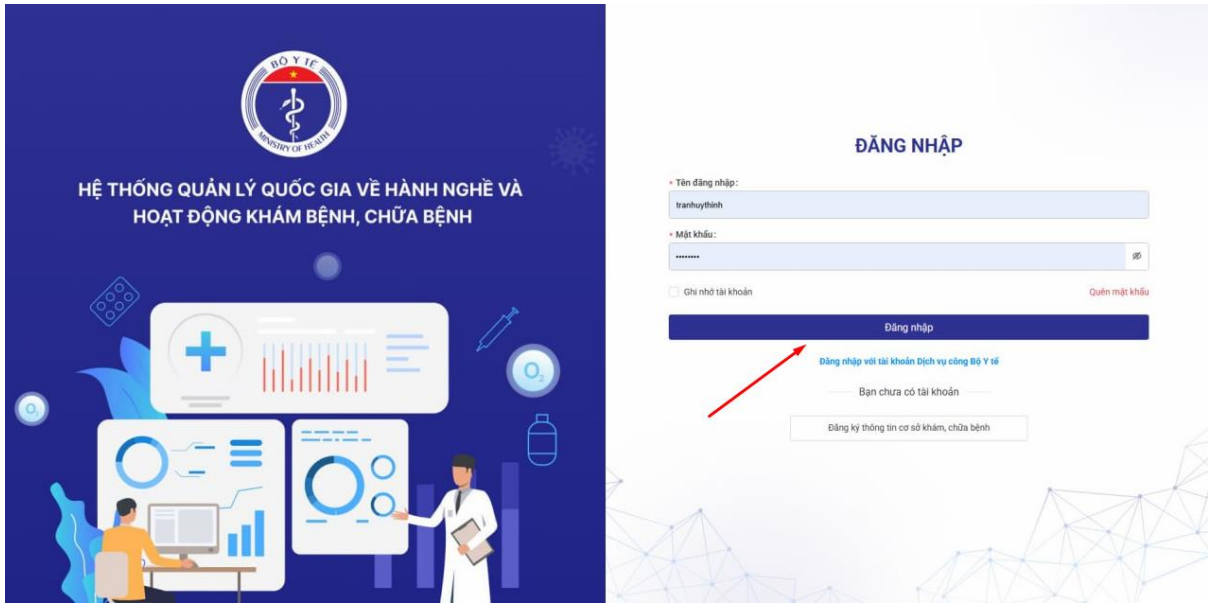 BỘ Y TẾ
MINISTRY OF HEALTH
HỆ THỐNG QUẢN LÝ QUỐC GIA VỀ HÀNH NGHỀ VÀ
HOẠT ĐỘNG KHÁM BỆNH, CHỮA BỆNH
O₂
O₂
ĐĂNG NHẬP
* Tên đăng nhập:
tranhuythinh
* Mật khẩu:
••••••••
Ghi nhớ tài khoản
Quên mật khẩu
Đăng nhập
Đăng nhập với tài khoản Dịch vụ công Bộ Y tế
Bạn chưa có tài khoản
Đăng ký thông tin cơ sở khám, chữa bệnh